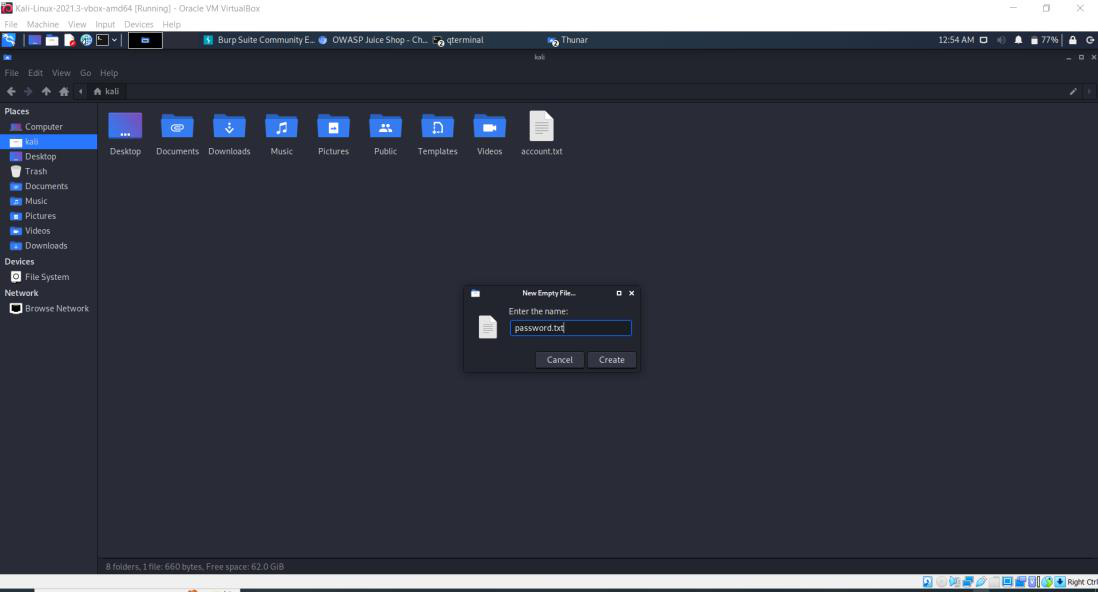 Kali-Linux-2021.3-vbox-amd64 [Running] - Oracle VM VirtualBox
File Machine View Input Devices Help
Burp Suite Community E... OWASP Juice Shop - Ch... qterminal Thunar 12:54 AM 77%
kali
File Edit View Go Help
kali
Places
Computer
kali
Desktop
Trash
Documents
Music
Pictures
Videos
Downloads
Devices
File System
Network
Browse Network
Desktop Documents Downloads Music Pictures Public Templates Videos account.txt
New Empty File...
Enter the name:
password.txt
Cancel Create
8 folders, 1 file: 660 bytes, Free space: 62.0 GiB
Right Ctrl